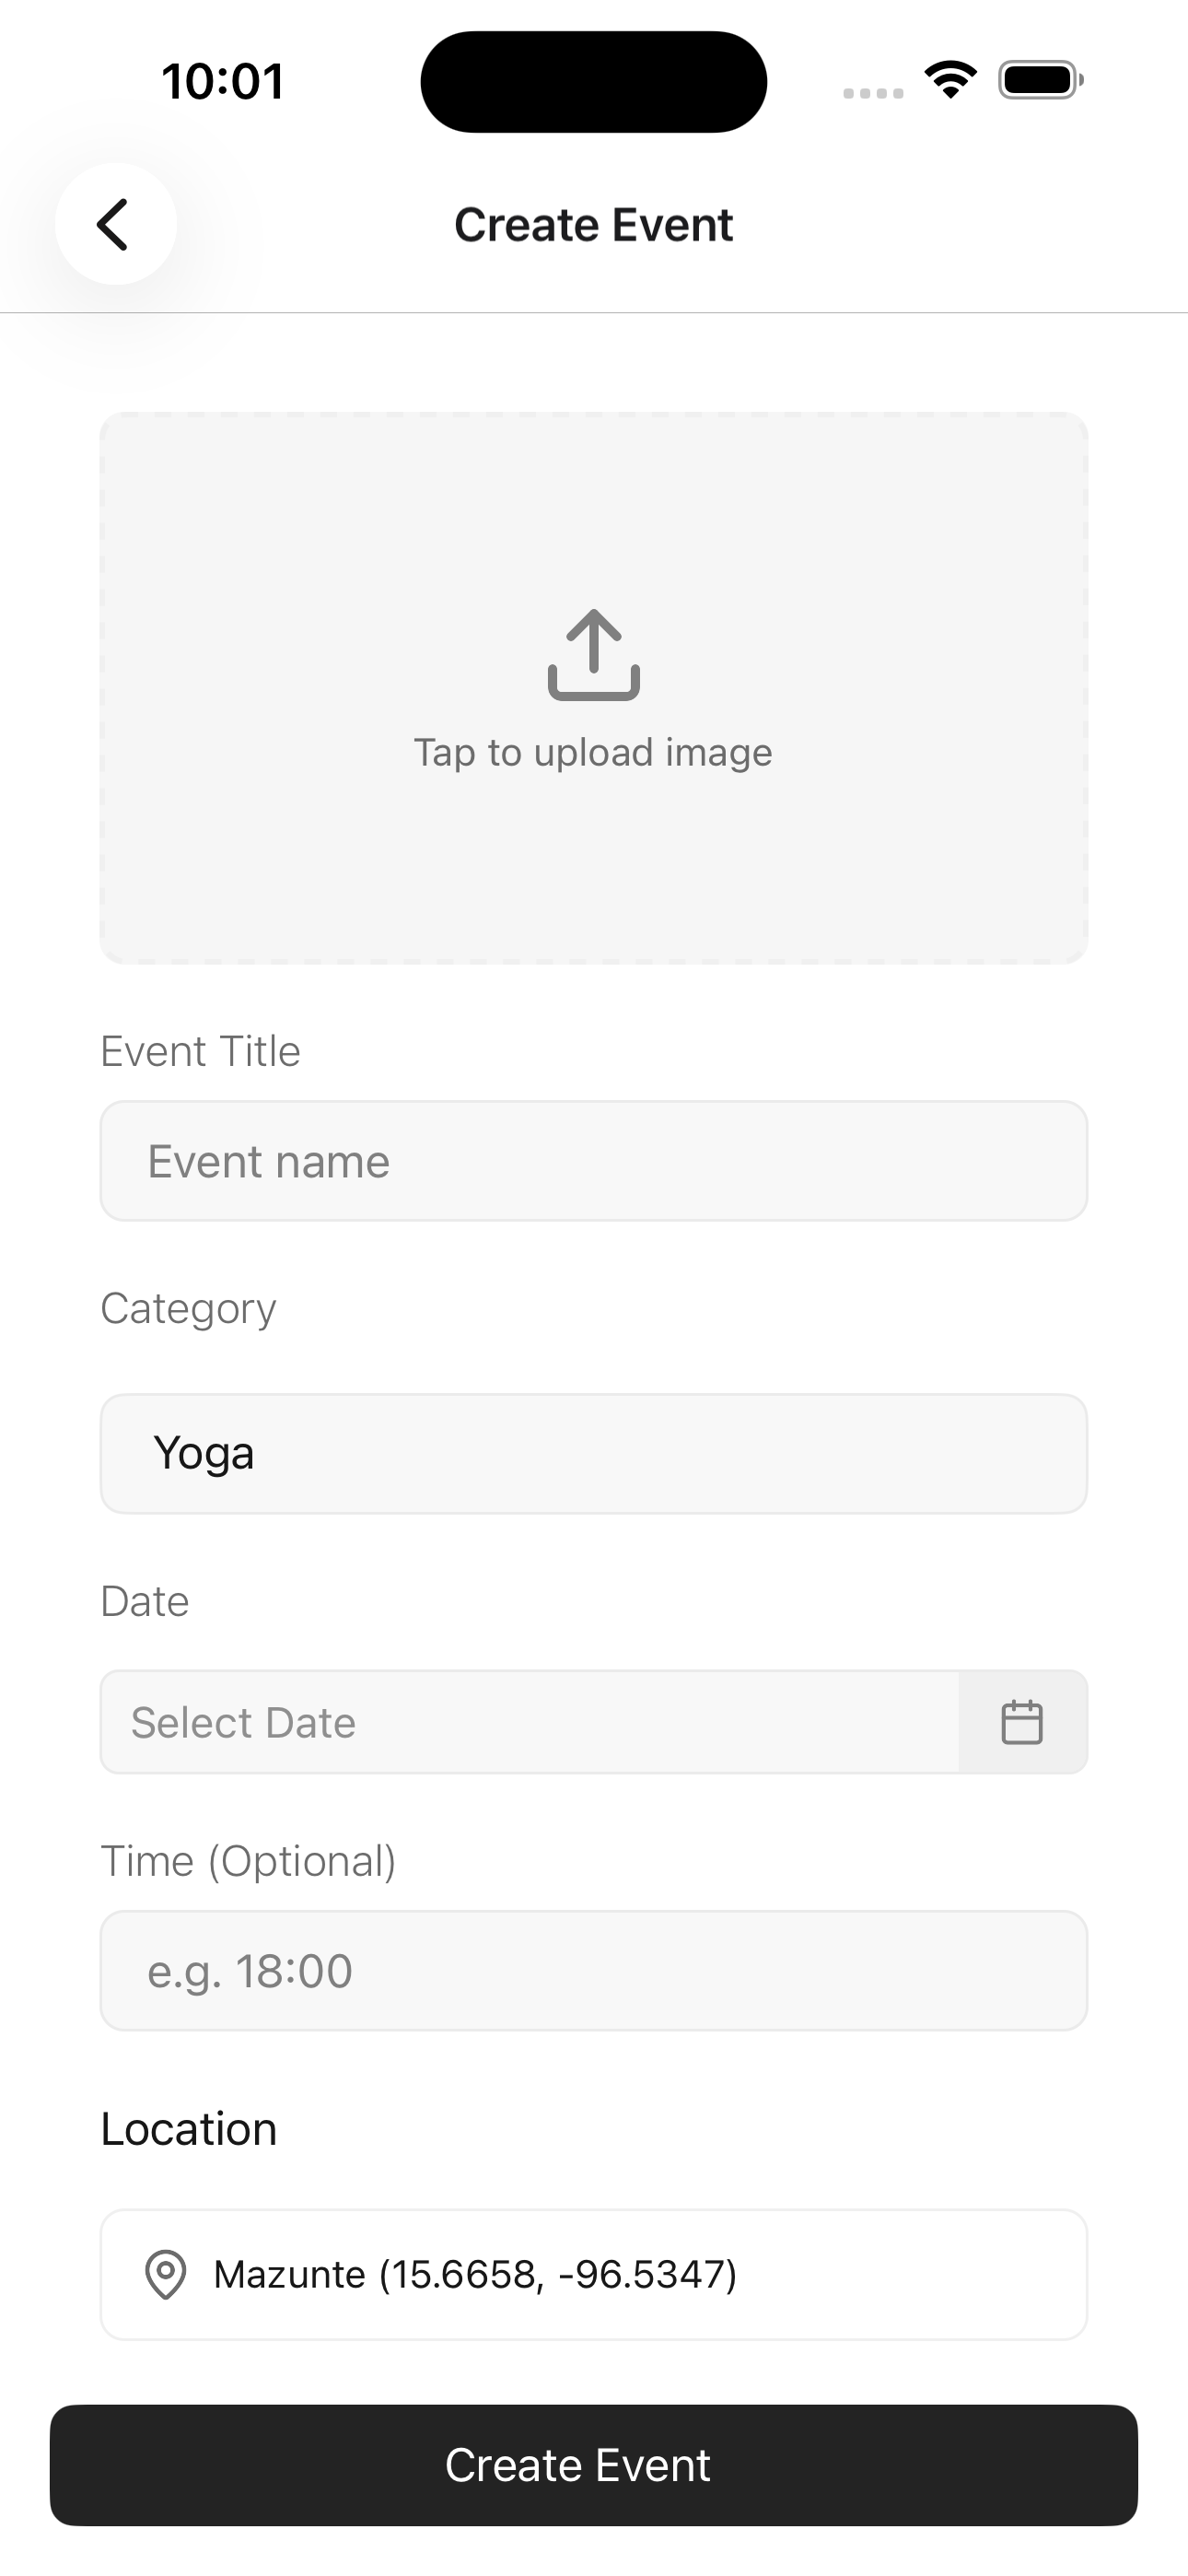 10:01
Create Event
Tap to upload image
Event Title
Event name
Category
Yoga
Date
Select Date
Time (Optional)
e.g. 18:00
Location
Mazunte (15.6658, -96.5347)
Create Event